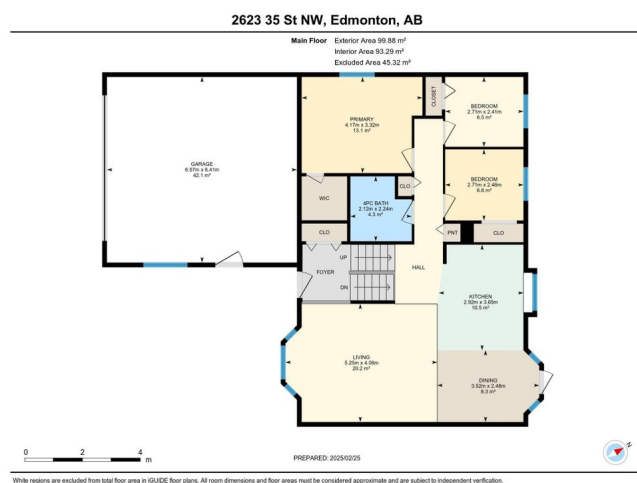 2623 35 St NW, Edmonton, AB
Main Floor Exterior Area 99.88 m²
Interior Area 93.29 m²
Excluded Area 45.32 m²
GARAGE
6.57m x 6.41m
42.1 m²
PRIMARY
4.17m x 3.32m
13.1 m²
CLOSET
BEDROOM
2.71m x 2.41m
6.5 m²
BEDROOM
2.71m x 2.46m
6.6 m²
WIC
4PC BATH
2.12m x 2.24m
4.3 m²
CLO
CLO
PNT
CLO
FOYER
UP
DN
HALL
KITCHEN
2.92m x 3.65m
10.5 m²
LIVING
5.25m x 4.06m
20.2 m²
DINING
3.52m x 2.48m
8.3 m²
0 2 4
m
PREPARED: 2025/02/25
N
White regions are excluded from total floor area in iGUIDE floor plans. All room dimensions and floor areas must be considered approximate and are subject to independent verification.